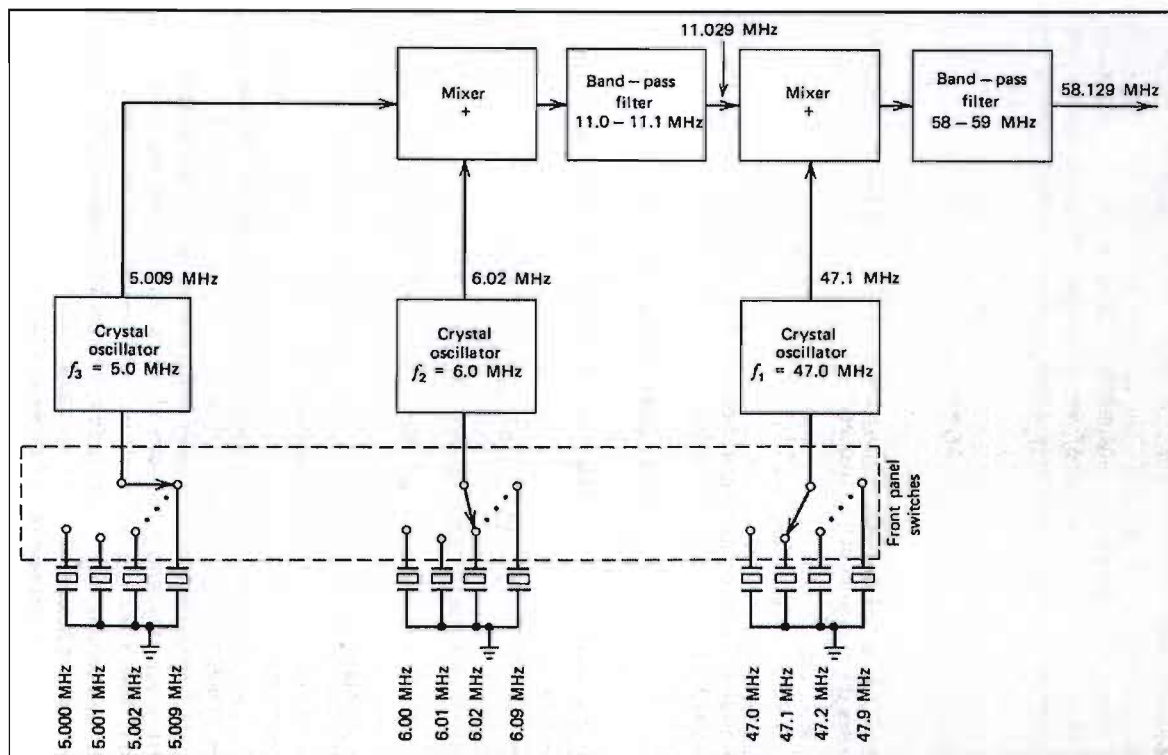 11.029 MHz
Mixer
+
Band – pass
filter
11.0 – 11.1 MHz
Mixer
+
Band – pass
filter
58 – 59 MHz
58.129 MHz
5.009 MHz
6.02 MHz
47.1 MHz
Crystal
oscillator
f₃ = 5.0 MHz
Crystal
oscillator
f₂ = 6.0 MHz
Crystal
oscillator
f₁ = 47.0 MHz
Front panel
switches
5.000 MHz
5.001 MHz
5.002 MHz
5.009 MHz
6.00 MHz
6.01 MHz
6.02 MHz
6.09 MHz
47.0 MHz
47.1 MHz
47.2 MHz
47.9 MHz